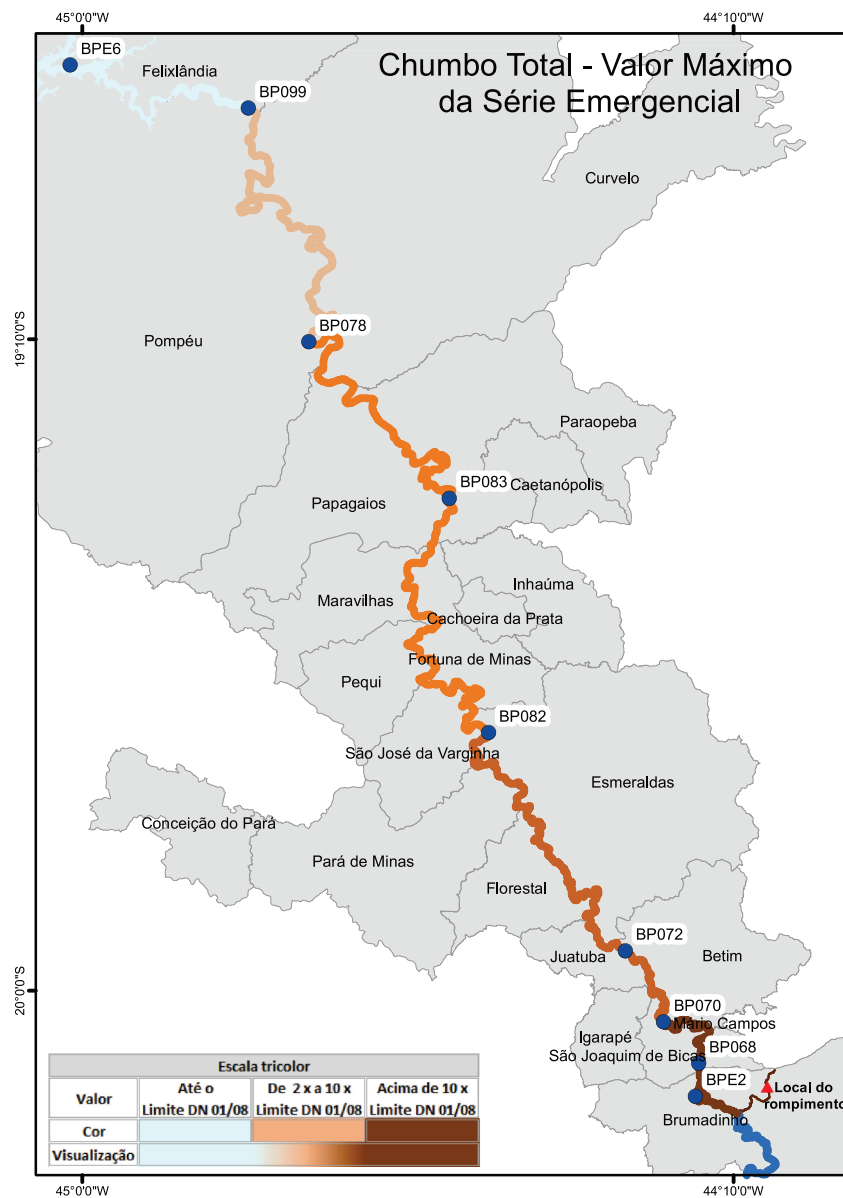 45°0'0"W
44°10'0"W
BPE6
Felixlândia
Chumbo Total - Valor Máximo
da Série Emergencial
BP099
Curvelo
19°10'0"S
BP078
Pompéu
Paraopeba
BP083
Caetanópolis
Papagaios
Inhaúma
Maravilhas
Cachoeira da Prata
Fortuna de Minas
Pequi
BP082
São José da Varginha
Esmeraldas
Conceição do Pará
Pará de Minas
Florestal
BP072
Juatuba
Betim
20°0'0"S
BP070
Mário Campos
Igarapé
BP068
São Joaquim de Bicas
BPE2
Local do
rompimento
Brumadinho
Escala tricolor
Valor
Até o
Limite DN 01/08
De 2 x a 10 x
Limite DN 01/08
Acima de 10 x
Limite DN 01/08
Cor
Visualização
45°0'0"W
44°10'0"W